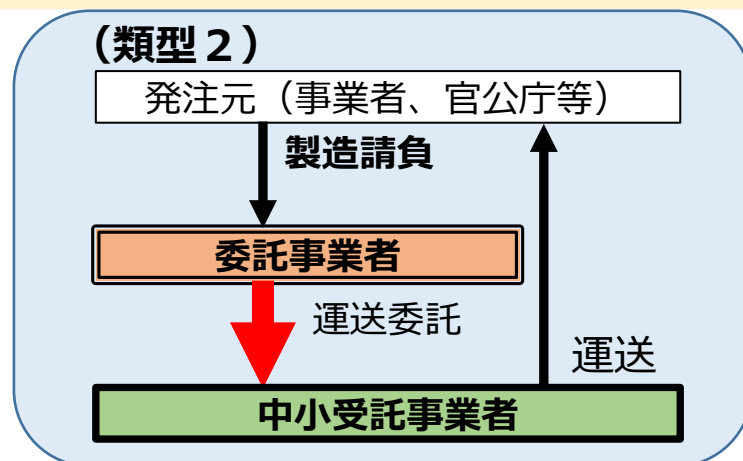 （類型２）
発注元（事業者、官公庁等）
製造請負
委託事業者
運送委託
運送
中小受託事業者